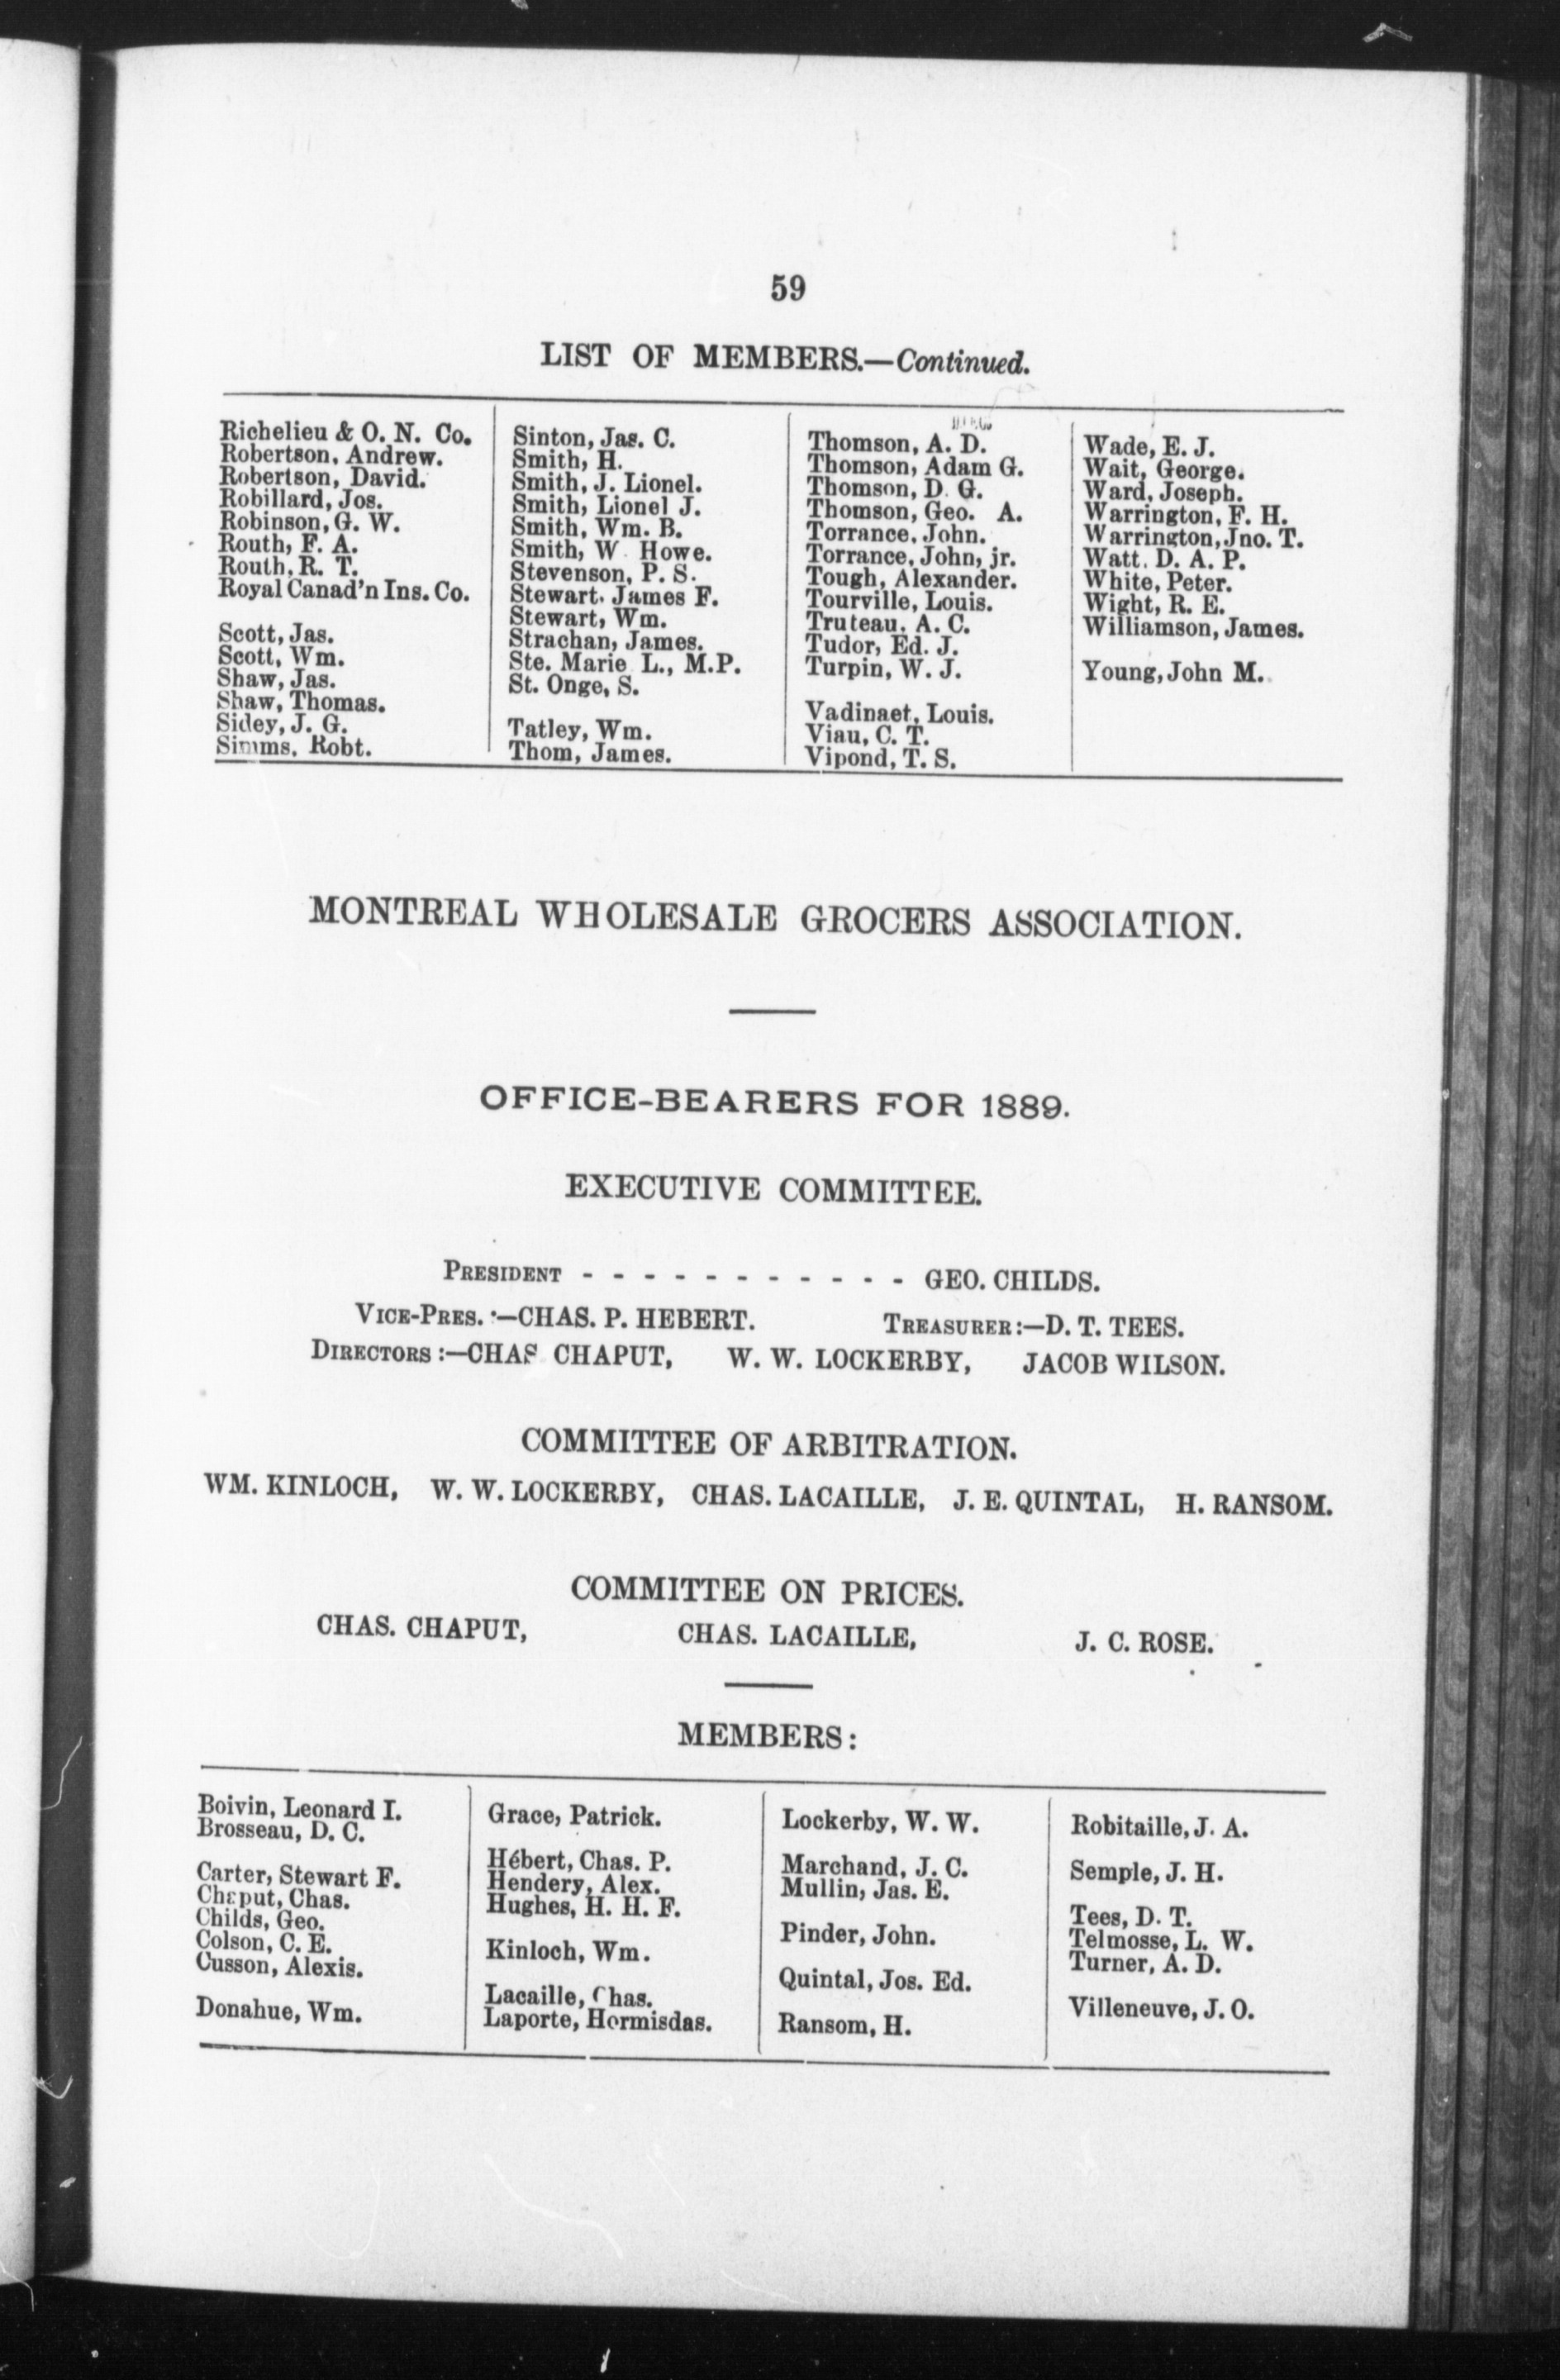 59
LIST OF MEMBERS.—Continued.
Richelieu & O. N. Co.
Robertson, Andrew.
Robertson, David.
Robillard, Jos.
Robinson, G. W.
Routh, F. A.
Routh, R. T.
Royal Canad'n Ins. Co.
Scott, Jas.
Scott, Wm.
Shaw, Jas.
Shaw, Thomas.
Sidey, J. G.
Simms, Robt.
Sinton, Jas. C.
Smith, H.
Smith, J. Lionel.
Smith, Lionel J.
Smith, Wm. B.
Smith, W. Howe.
Stevenson, P. S.
Stewart, James F.
Stewart, Wm.
Strachan, James.
Ste. Marie L., M.P.
St. Onge, S.
Tatley, Wm.
Thom, James.
Thomson, A. D.
Thomson, Adam G.
Thomson, D. G.
Thomson, Geo. A.
Torrance, John.
Torrance, John, jr.
Tough, Alexander.
Tourville, Louis.
Truteau, A. C.
Tudor, Ed. J.
Turpin, W. J.
Vadinaet, Louis.
Viau, C. T.
Vipond, T. S.
Wade, E. J.
Wait, George.
Ward, Joseph.
Warrington, F. H.
Warrington, Jno. T.
Watt, D. A. P.
White, Peter.
Wight, R. E.
Williamson, James.
Young, John M.
MONTREAL WHOLESALE GROCERS ASSOCIATION.
OFFICE-BEARERS FOR 1889.
EXECUTIVE COMMITTEE.
PRESIDENT - - - - - - - - - - - GEO. CHILDS.
VICE-PRES. :—CHAS. P. HEBERT. TREASURER :—D. T. TEES.
DIRECTORS :—CHAS CHAPUT, W. W. LOCKERBY, JACOB WILSON.
COMMITTEE OF ARBITRATION.
WM. KINLOCH, W. W. LOCKERBY, CHAS. LACAILLE, J. E. QUINTAL, H. RANSOM.
COMMITTEE ON PRICES.
CHAS. CHAPUT, CHAS. LACAILLE, J. C. ROSE.
MEMBERS:
Boivin, Leonard I.
Brosseau, D. C.
Carter, Stewart F.
Chaput, Chas.
Childs, Geo.
Colson, C. E.
Cusson, Alexis.
Donahue, Wm.
Grace, Patrick.
Hébert, Chas. P.
Hendery, Alex.
Hughes, H. H. F.
Kinloch, Wm.
Lacaille, Chas.
Laporte, Hormisdas.
Lockerby, W. W.
Marchand, J. C.
Mullin, Jas. E.
Pinder, John.
Quintal, Jos. Ed.
Ransom, H.
Robitaille, J. A.
Semple, J. H.
Tees, D. T.
Telmosse, L. W.
Turner, A. D.
Villeneuve, J. O.